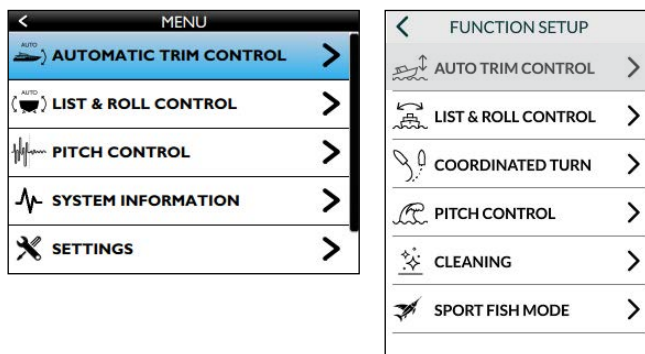 MENU
AUTO
AUTOMATIC TRIM CONTROL
AUTO
LIST & ROLL CONTROL
PITCH CONTROL
SYSTEM INFORMATION
SETTINGS
FUNCTION SETUP
AUTO TRIM CONTROL
LIST & ROLL CONTROL
COORDINATED TURN
PITCH CONTROL
CLEANING
SPORT FISH MODE